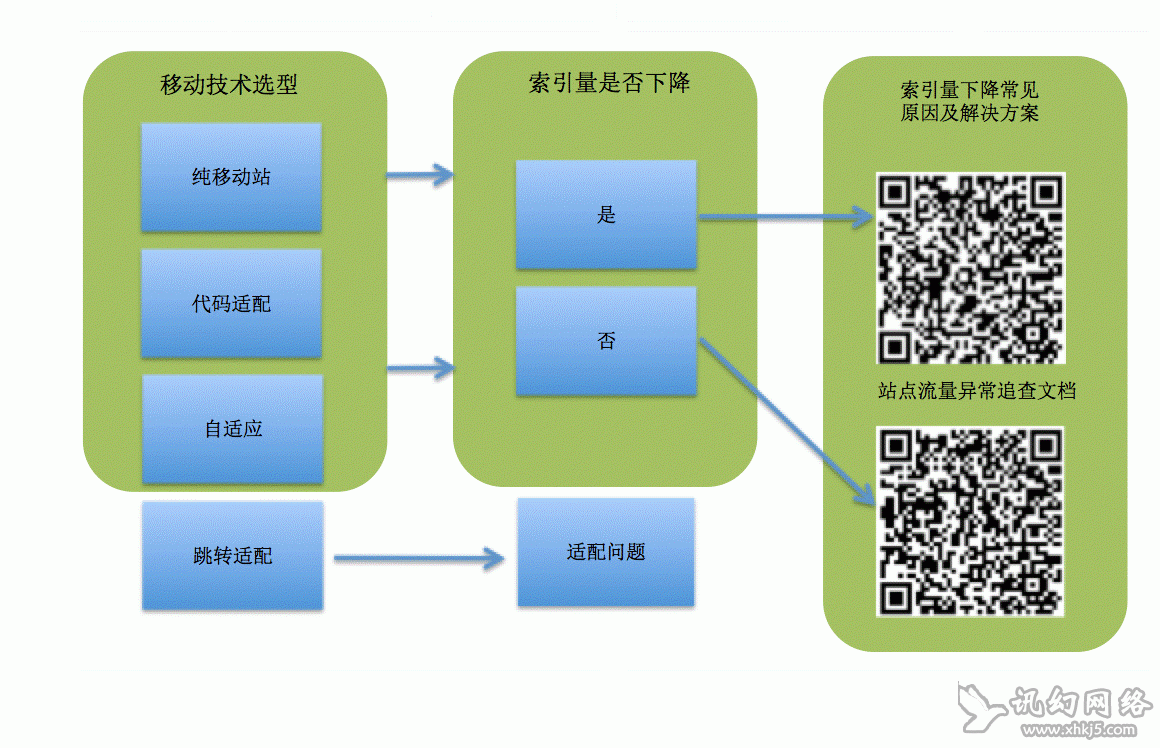 移动技术选型
纯移动站
代码适配
自适应
跳转适配
索引量是否下降
是
否
适配问题
索引量下降常见
原因及解决方案
站点流量异常追查文档
讯幻网络
www.xhkj5.com